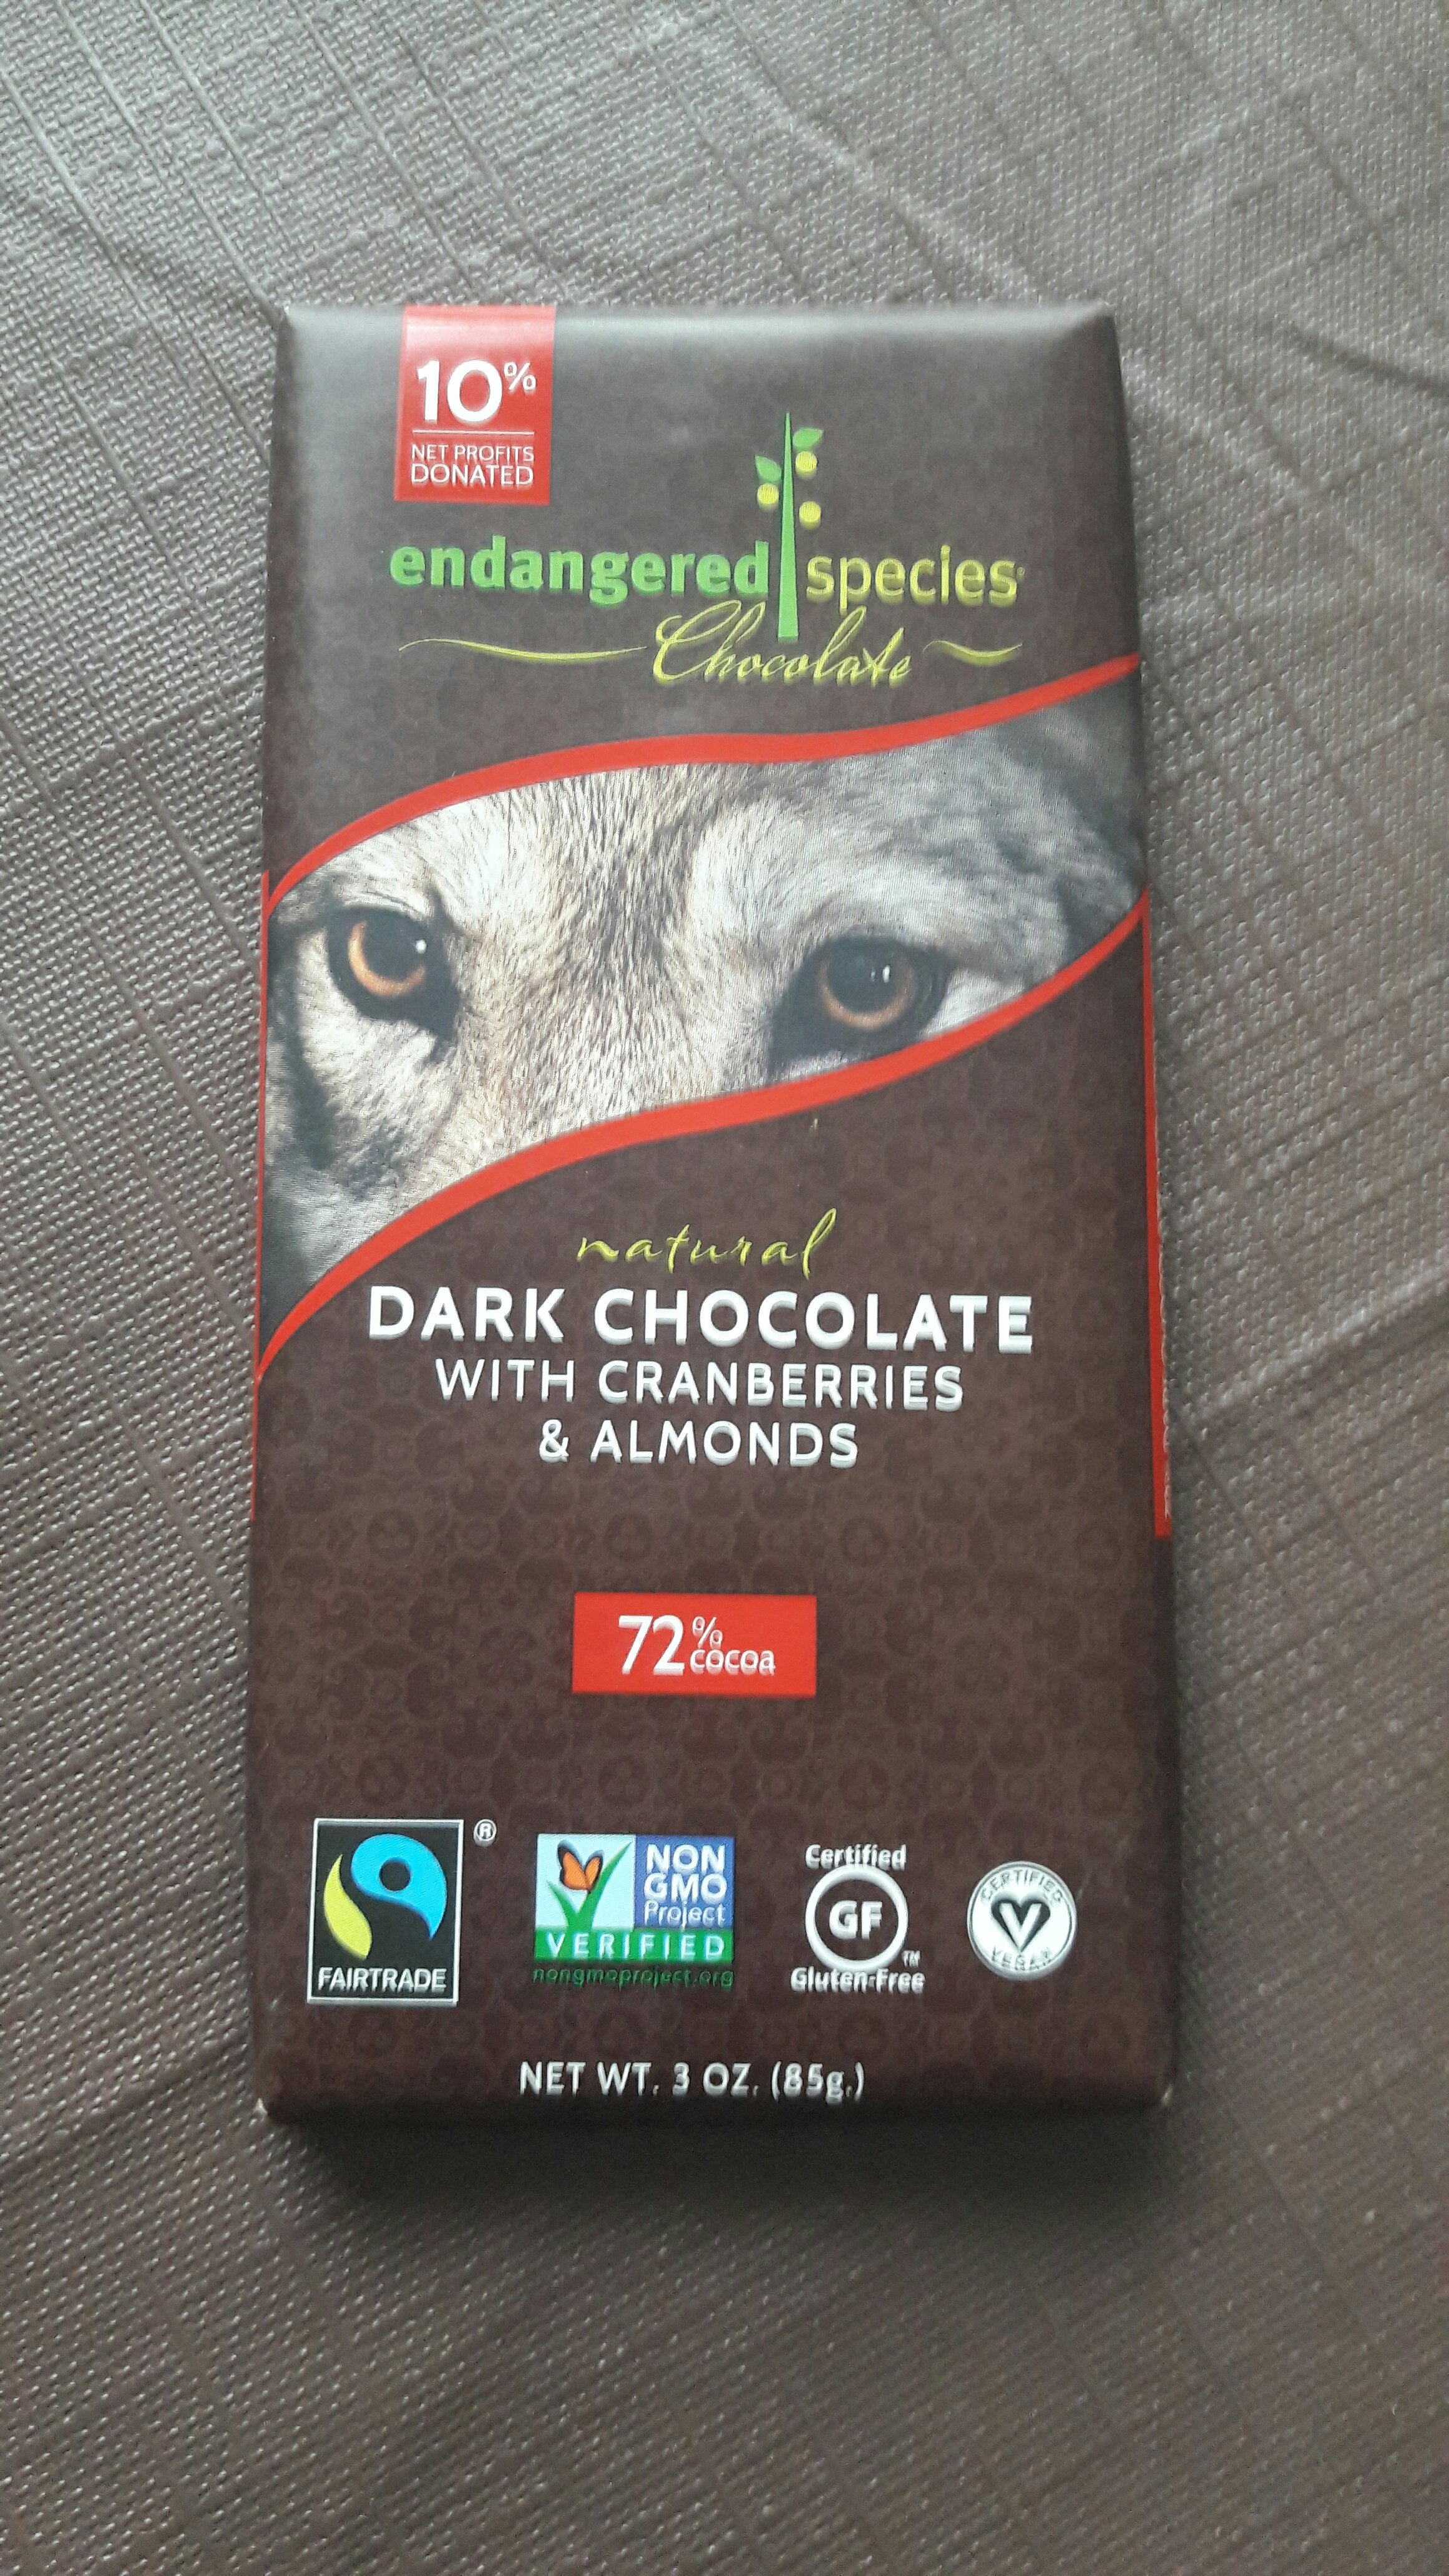 10%
NET PROFITS
DONATED
endangered species®
Chocolate
natural
DARK CHOCOLATE
WITH CRANBERRIES
& ALMONDS
72% cocoa
FAIRTRADE ®
NON
GMO
Project
VERIFIED
nongmoproject.org
Certified
GF
TM
Gluten-Free
CERTIFIED
V
VEGAN
NET WT. 3 OZ. (85g.)